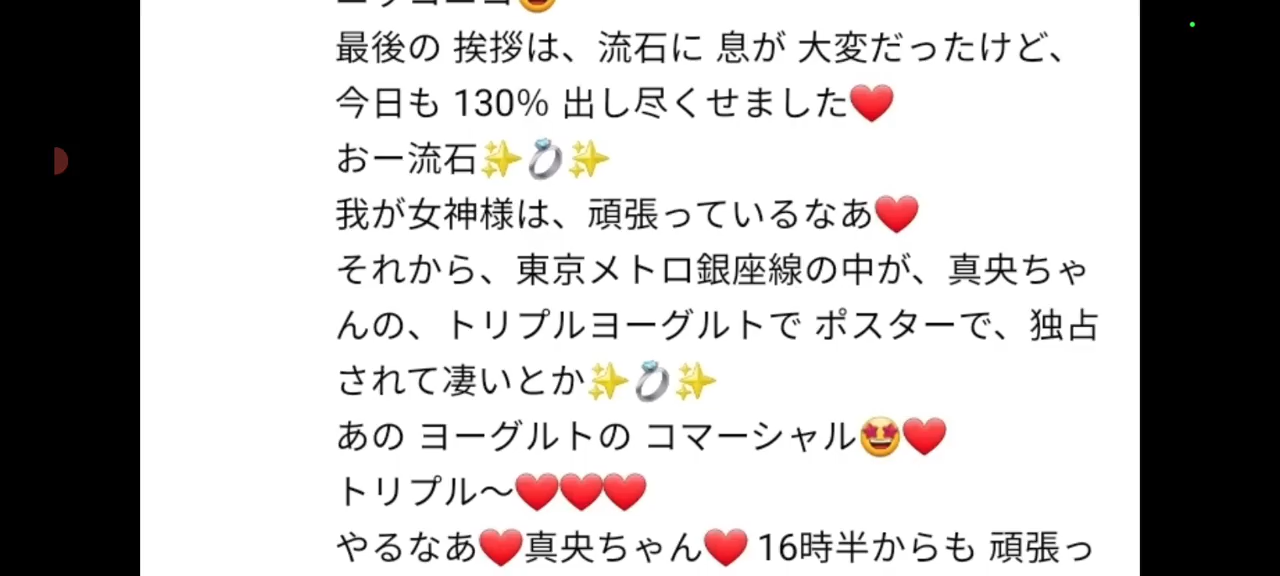 最後の 挨拶は、流石に 息が 大変だったけど、
今日も 130% 出し尽くせました❤️
おー流石✨💍✨
我が女神様は、頑張っているなあ❤️
それから、東京メトロ銀座線の中が、真央ちゃ
んの、トリプルヨーグルトで ポスターで、独占
されて凄いとか✨💍✨
あの ヨーグルトの コマーシャル🤩❤️
トリプル〜❤️❤️❤️
やるなあ❤️真央ちゃん❤️ 16時半からも 頑張っ